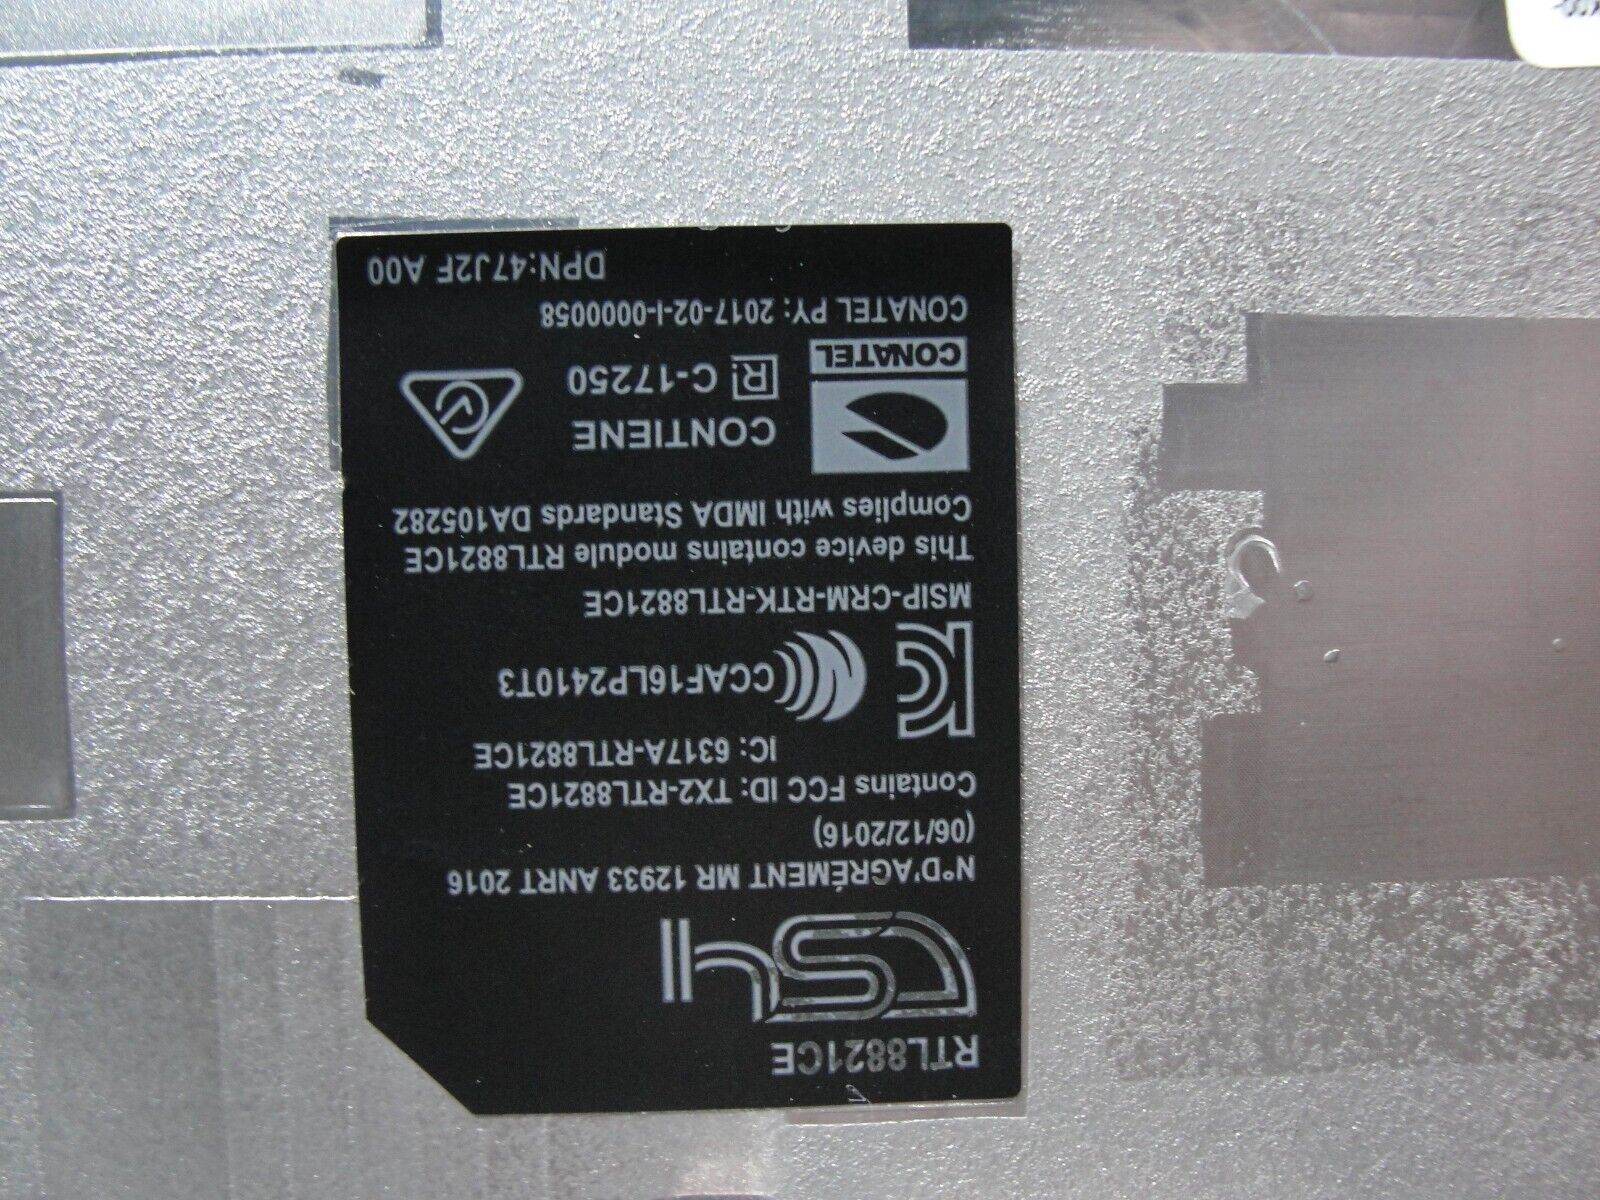 RTL8821CE
N°D'AGRÉMENT MR 12933 ANRT 2016
(06/12/2016)
Contains FCC ID: TX2-RTL8821CE
IC: 6317A-RTL8821CE
CCAF16LP2410T3
MSIP-CRM-RTK-RTL8821CE
This device contains module RTL8821CE
Complies with IMDA Standards DA105282
CONTIENE
R! C-17250
CONATEL
CONATEL PY: 2017-02-I-0000058
DPN:47J2F A00